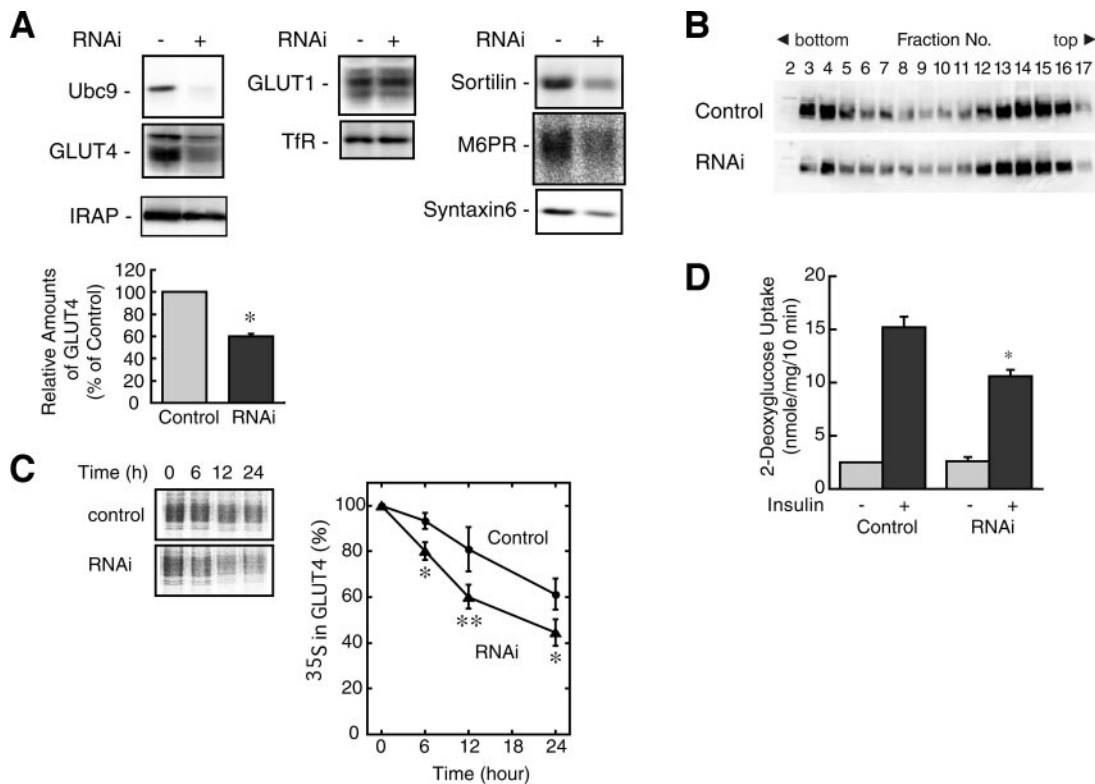 A
RNAi - +
Ubc9 -
GLUT4 -
IRAP -
RNAi - +
GLUT1 -
TfR -
RNAi - +
Sortilin -
M6PR -
Syntaxin6 -
Relative Amounts
of GLUT4
(% of Control)
120
100
80
60
40
20
0
*
Control RNAi
B
◄ bottom Fraction No. top ►
2 3 4 5 6 7 8 9 10 11 12 13 14 15 16 17
Control
RNAi
C
Time (h) 0 6 12 24
control
RNAi
35S in GLUT4 (%)
100
80
60
40
20
0
Control
RNAi
*
**
*
0 6 12 18 24
Time (hour)
D
2-Deoxyglucose Uptake
(nmole/mg/10 min)
20
15
10
5
0
*
Insulin - + - +
Control RNAi